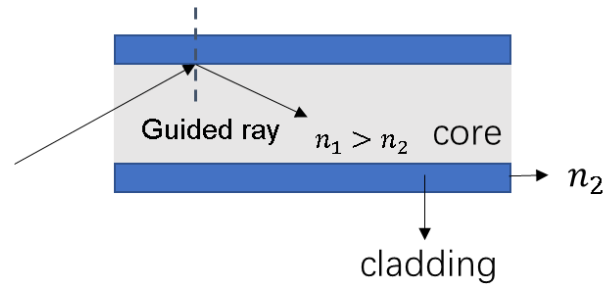 Guided ray
n₁ > n₂
core
n₂
cladding